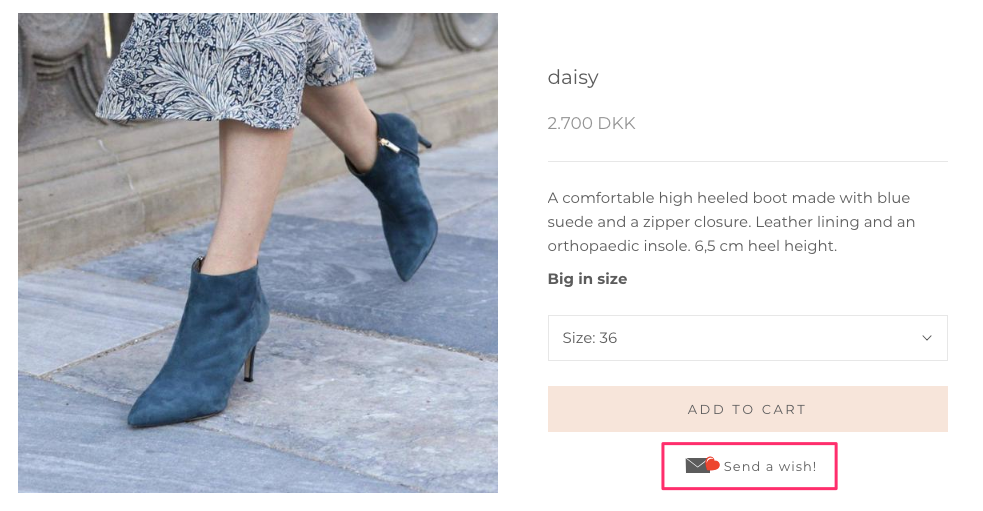 daisy
2.700 DKK
A comfortable high heeled boot made with blue
suede and a zipper closure. Leather lining and an
orthopaedic insole. 6,5 cm heel height.
Big in size
Size: 36
ADD TO CART
Send a wish!